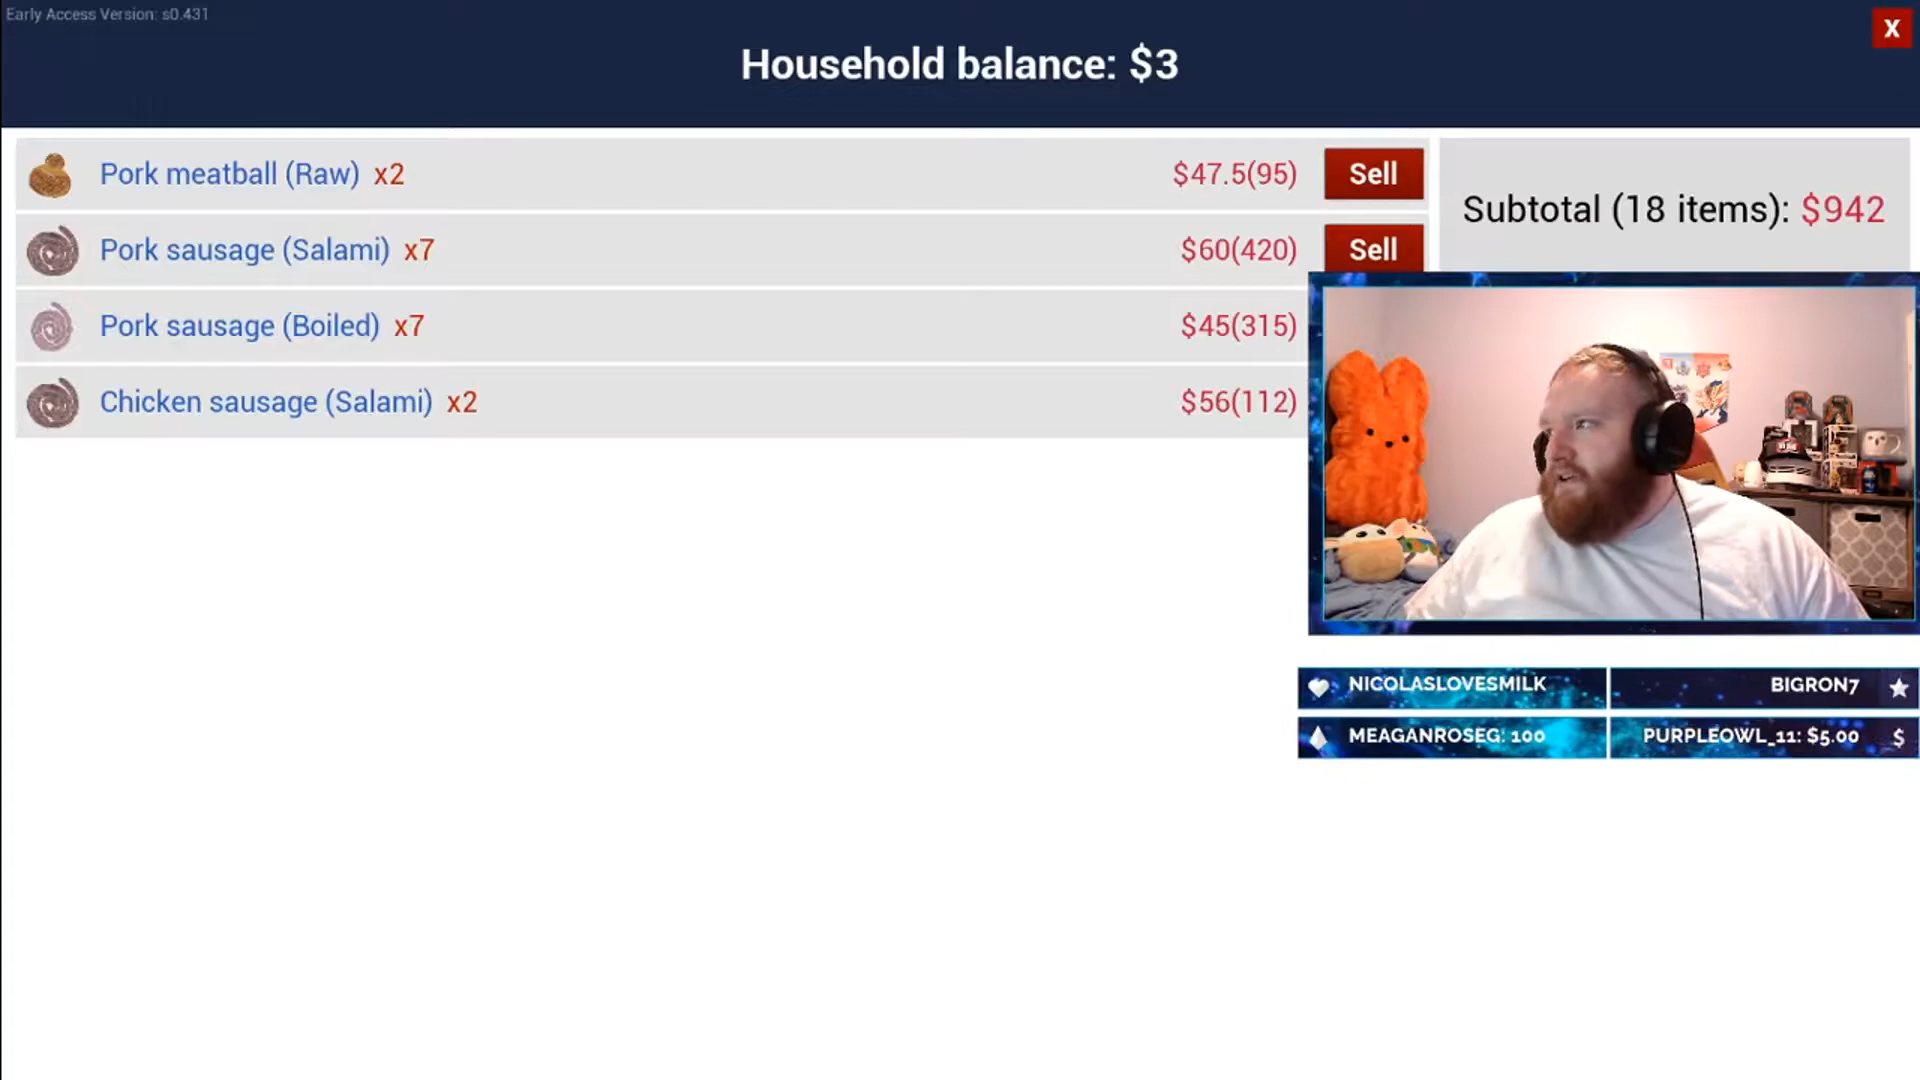 Early Access Version: s0.431
X
Household balance: $3
Pork meatball (Raw) x2 $47.5(95) Sell
Subtotal (18 items): $942
Pork sausage (Salami) x7 $60(420) Sell
Pork sausage (Boiled) x7 $45(315)
Chicken sausage (Salami) x2 $56(112)
NICOLASLOVESMILK BIGRON7
MEAGANROSEG: 100 PURPLEOWL_11: $5.00 $